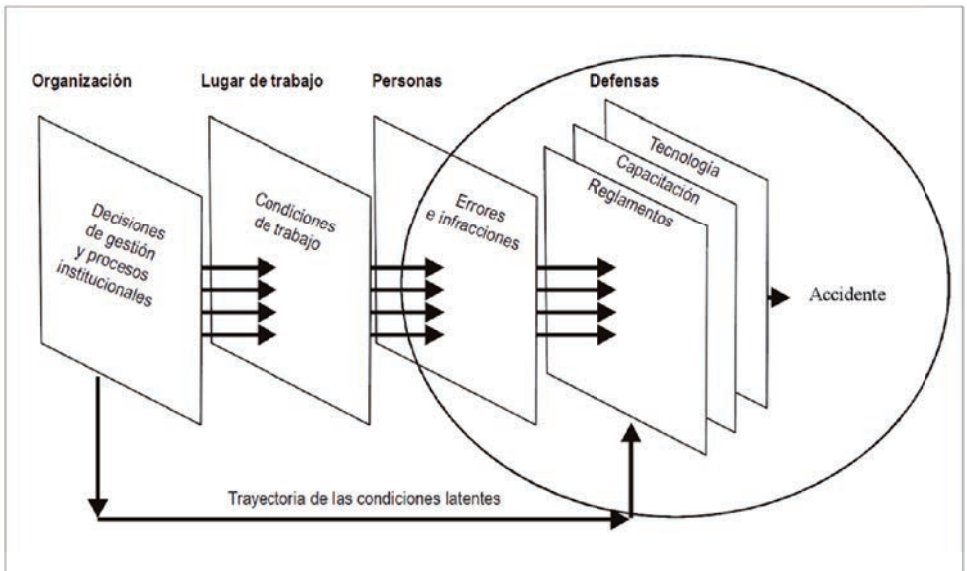 Organización
Lugar de trabajo
Personas
Defensas
Decisiones
de gestión
y procesos
institucionales
Condiciones
de trabajo
Errores
e infracciones
Tecnología
Capacitación
Reglamentos
Accidente
Trayectoria de las condiciones latentes